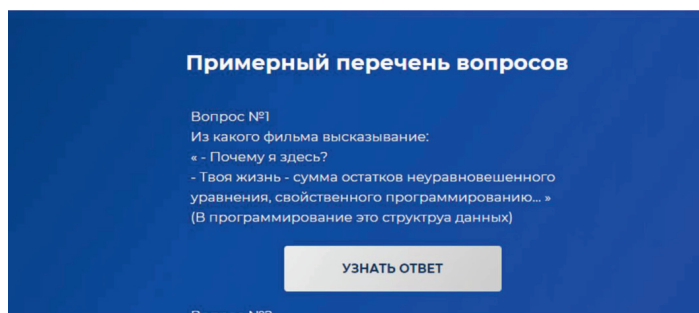 Примерный перечень вопросов
Вопрос №1
Из какого фильма высказывание:
« - Почему я здесь?
- Твоя жизнь - сумма остатков неуравновешенного
уравнения, свойственного программированию... »
(В программирование это структруа данных)
УЗНАТЬ ОТВЕТ